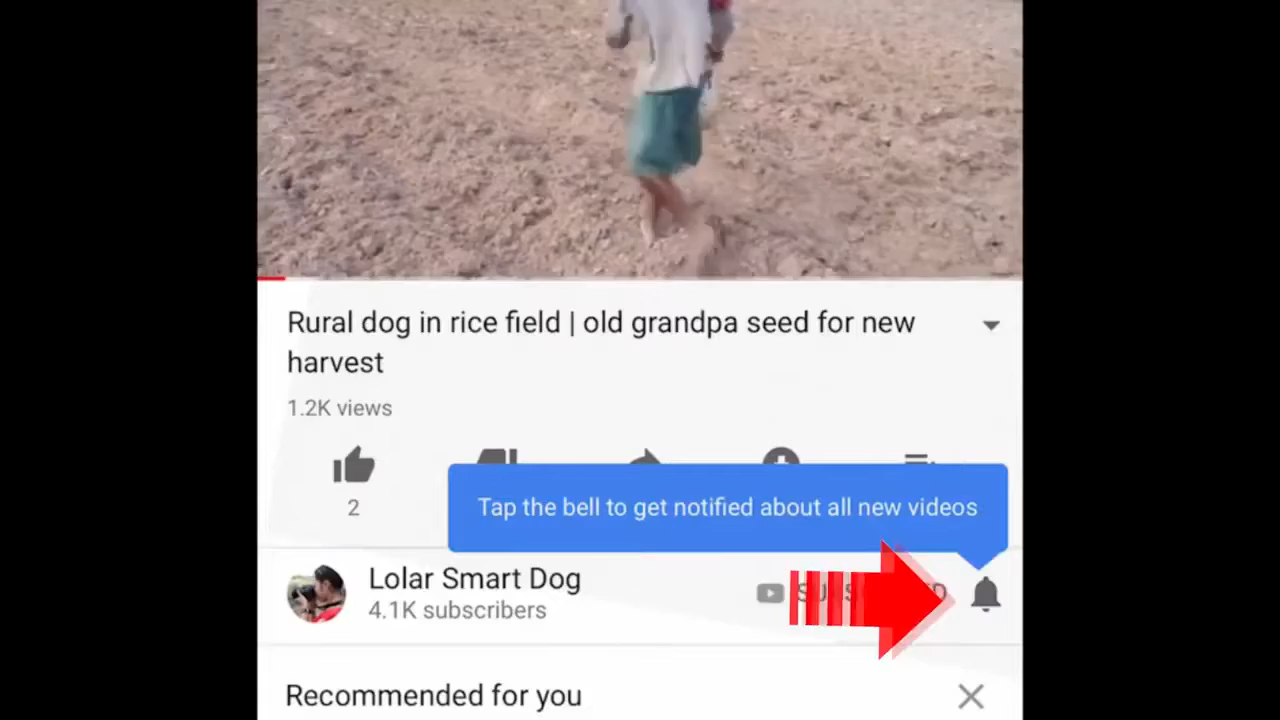 Rural dog in rice field | old grandpa seed for new
harvest
1.2K views
2
Tap the bell to get notified about all new videos
Lolar Smart Dog
4.1K subscribers
Recommended for you